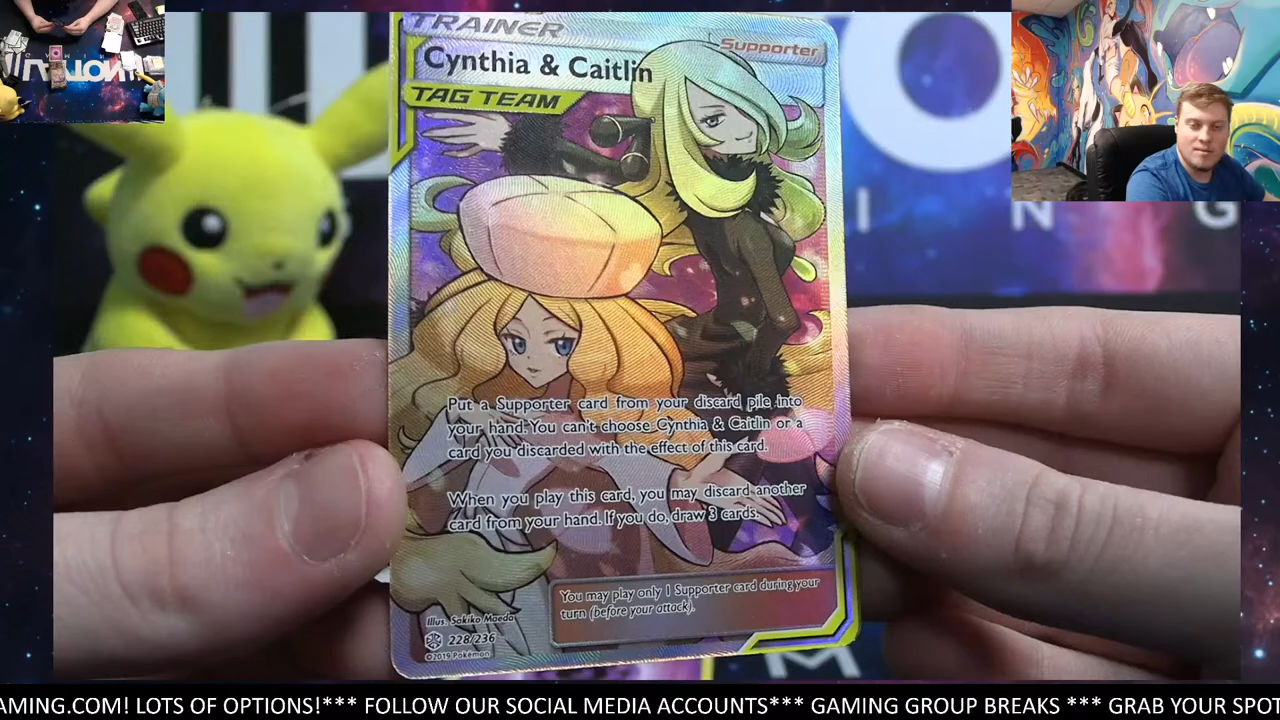 TRAINER
Supporter
Cynthia & Caitlin
TAG TEAM
Put a Supporter card from your discard pile into
your hand. You can't choose Cynthia & Caitlin or a
card you discarded with the effect of this card.
When you play this card, you may discard another
card from your hand. If you do, draw 3 cards.
You may play only 1 Supporter card during your
turn (before your attack).
Illus. Sakiko Maeda
228/236
©2019 Pokémon
I N G
M
AMING.COM! LOTS OF OPTIONS!*** FOLLOW OUR SOCIAL MEDIA ACCOUNTS*** GAMING GROUP BREAKS *** GRAB YOUR SPOT